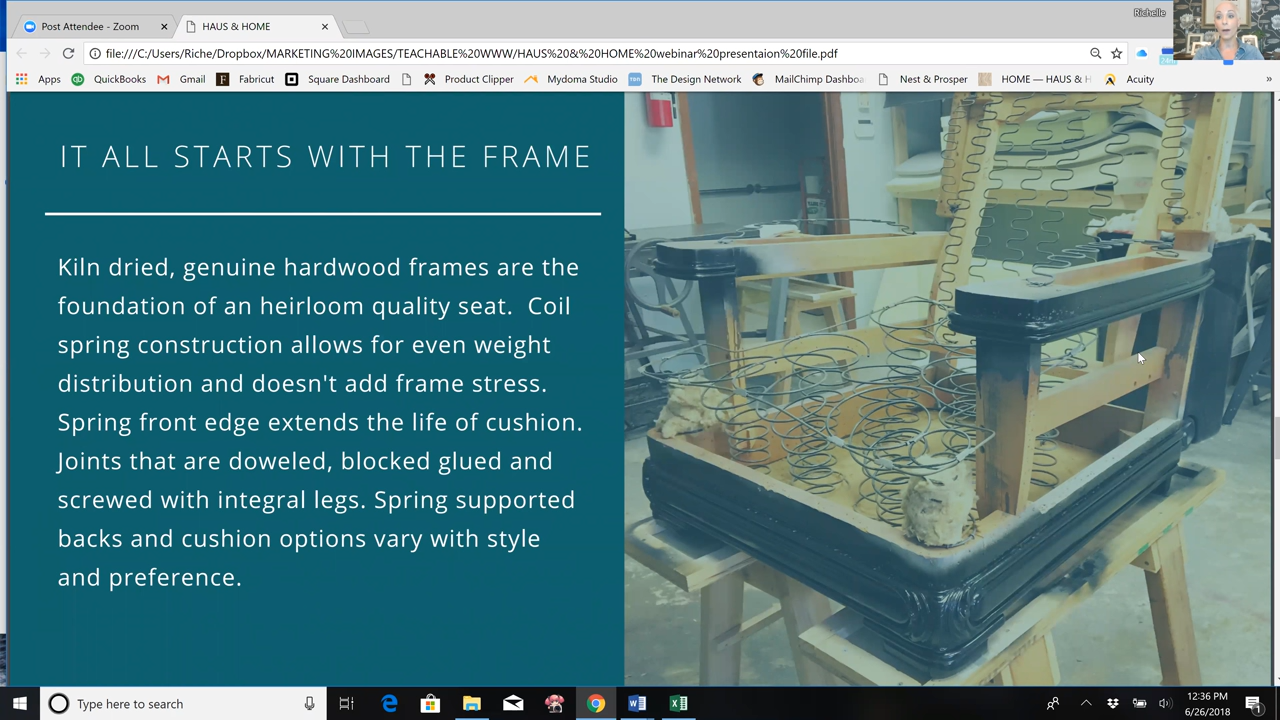 Richelle
Post Attendee - Zoom
HAUS & HOME
file:///C:/Users/Riche/Dropbox/MARKETING%20IMAGES/TEACHABLE%20WWW/HAUS%20&%20HOME%20webinar%20presentaion%20file.pdf
Apps QuickBooks Gmail Fabricut Square Dashboard Product Clipper Mydoma Studio The Design Network MailChimp Dashboa Nest & Prosper HOME — HAUS & H Acuity
IT ALL STARTS WITH THE FRAME
Kiln dried, genuine hardwood frames are the
foundation of an heirloom quality seat.  Coil
spring construction allows for even weight
distribution and doesn't add frame stress.
Spring front edge extends the life of cushion.
Joints that are doweled, blocked glued and
screwed with integral legs. Spring supported
backs and cushion options vary with style
and preference.
Type here to search
12:36 PM
6/26/2018